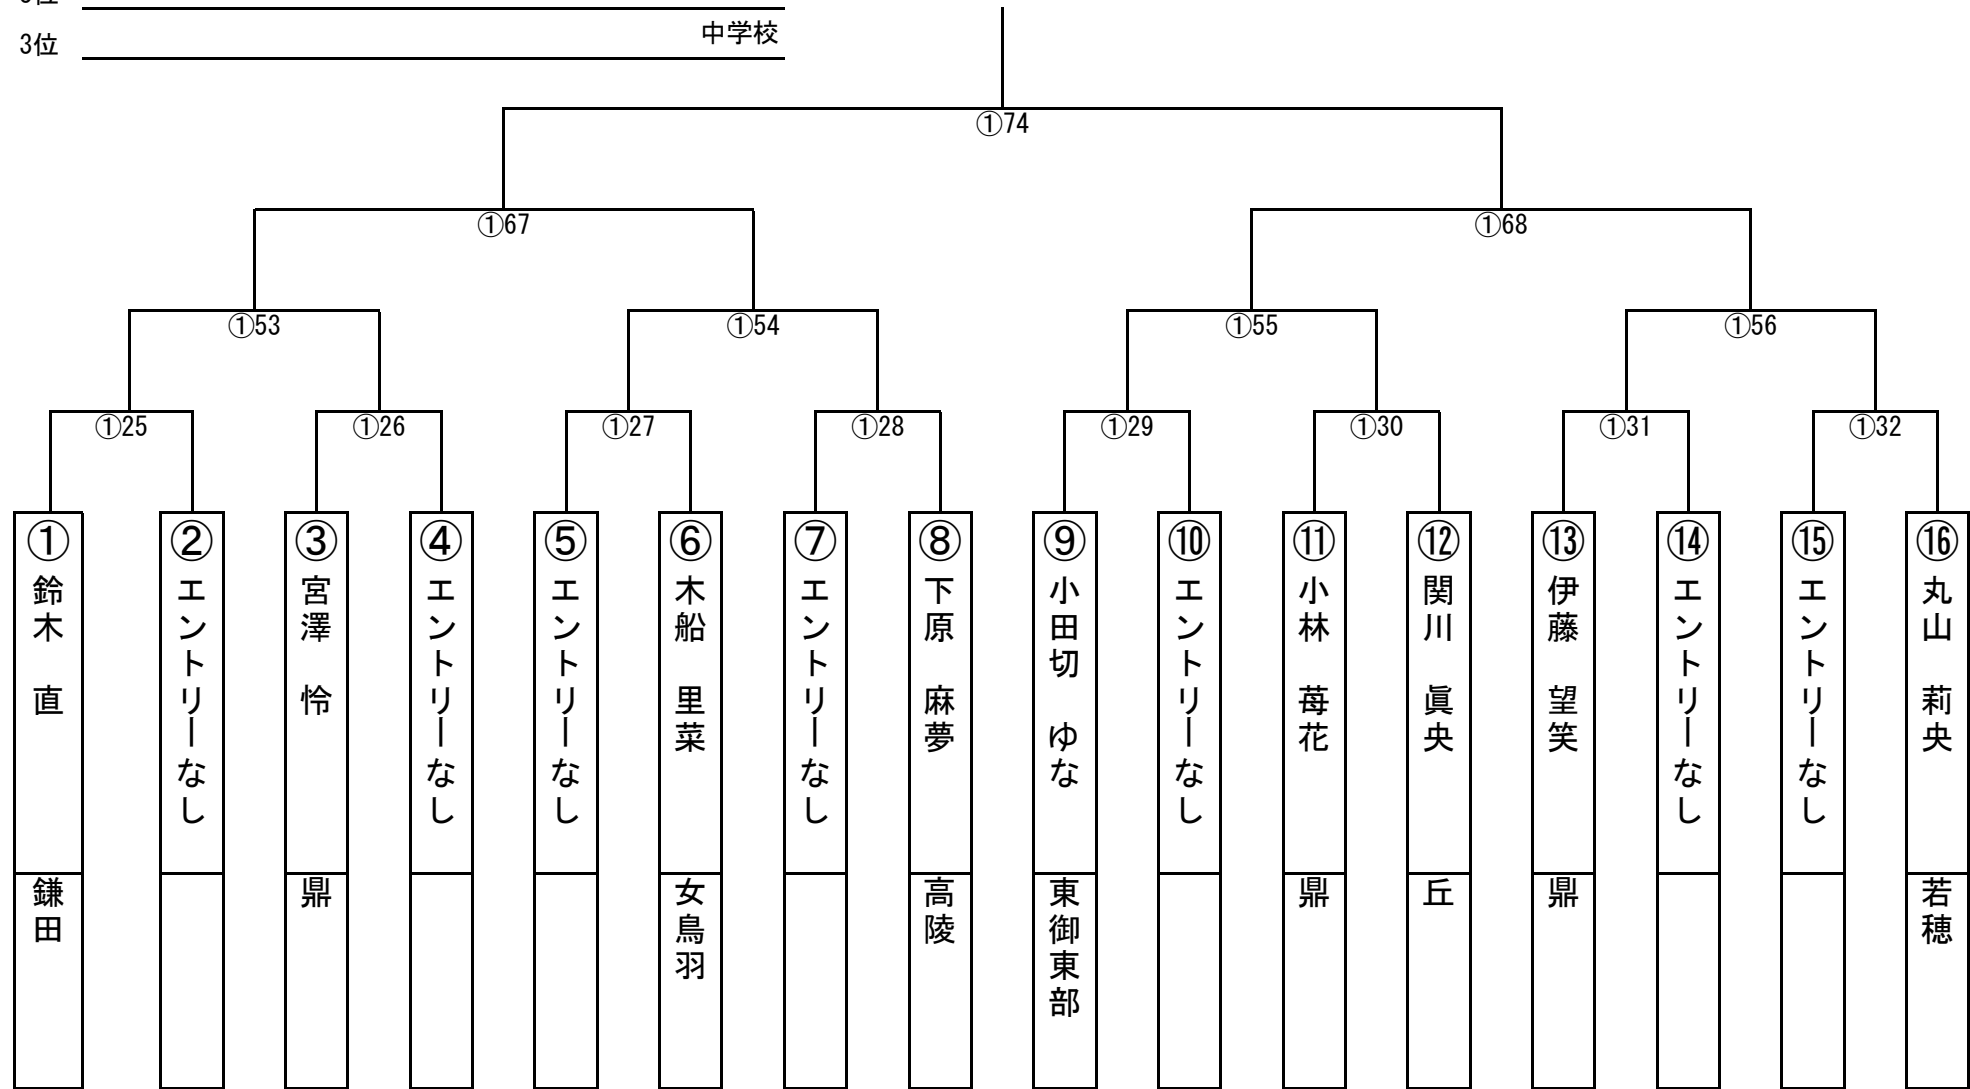 3位
中学校
①74
①67
①68
①53
①54
①55
①56
①25
①26
①27
①28
①29
①30
①31
①32
①
鈴木　直
鎌田
②
エントリーなし
③
宮澤　怜
鼎
④
エントリーなし
⑤
エントリーなし
⑥
木船　里菜
女鳥羽
⑦
エントリーなし
⑧
下原　麻夢
高陵
⑨
小田切　ゆな
東御東部
⑩
エントリーなし
⑪
小林　苺花
鼎
⑫
関川　眞央
丘
⑬
伊藤　望笑
鼎
⑭
エントリーなし
⑮
エントリーなし
⑯
丸山　莉央
若穂